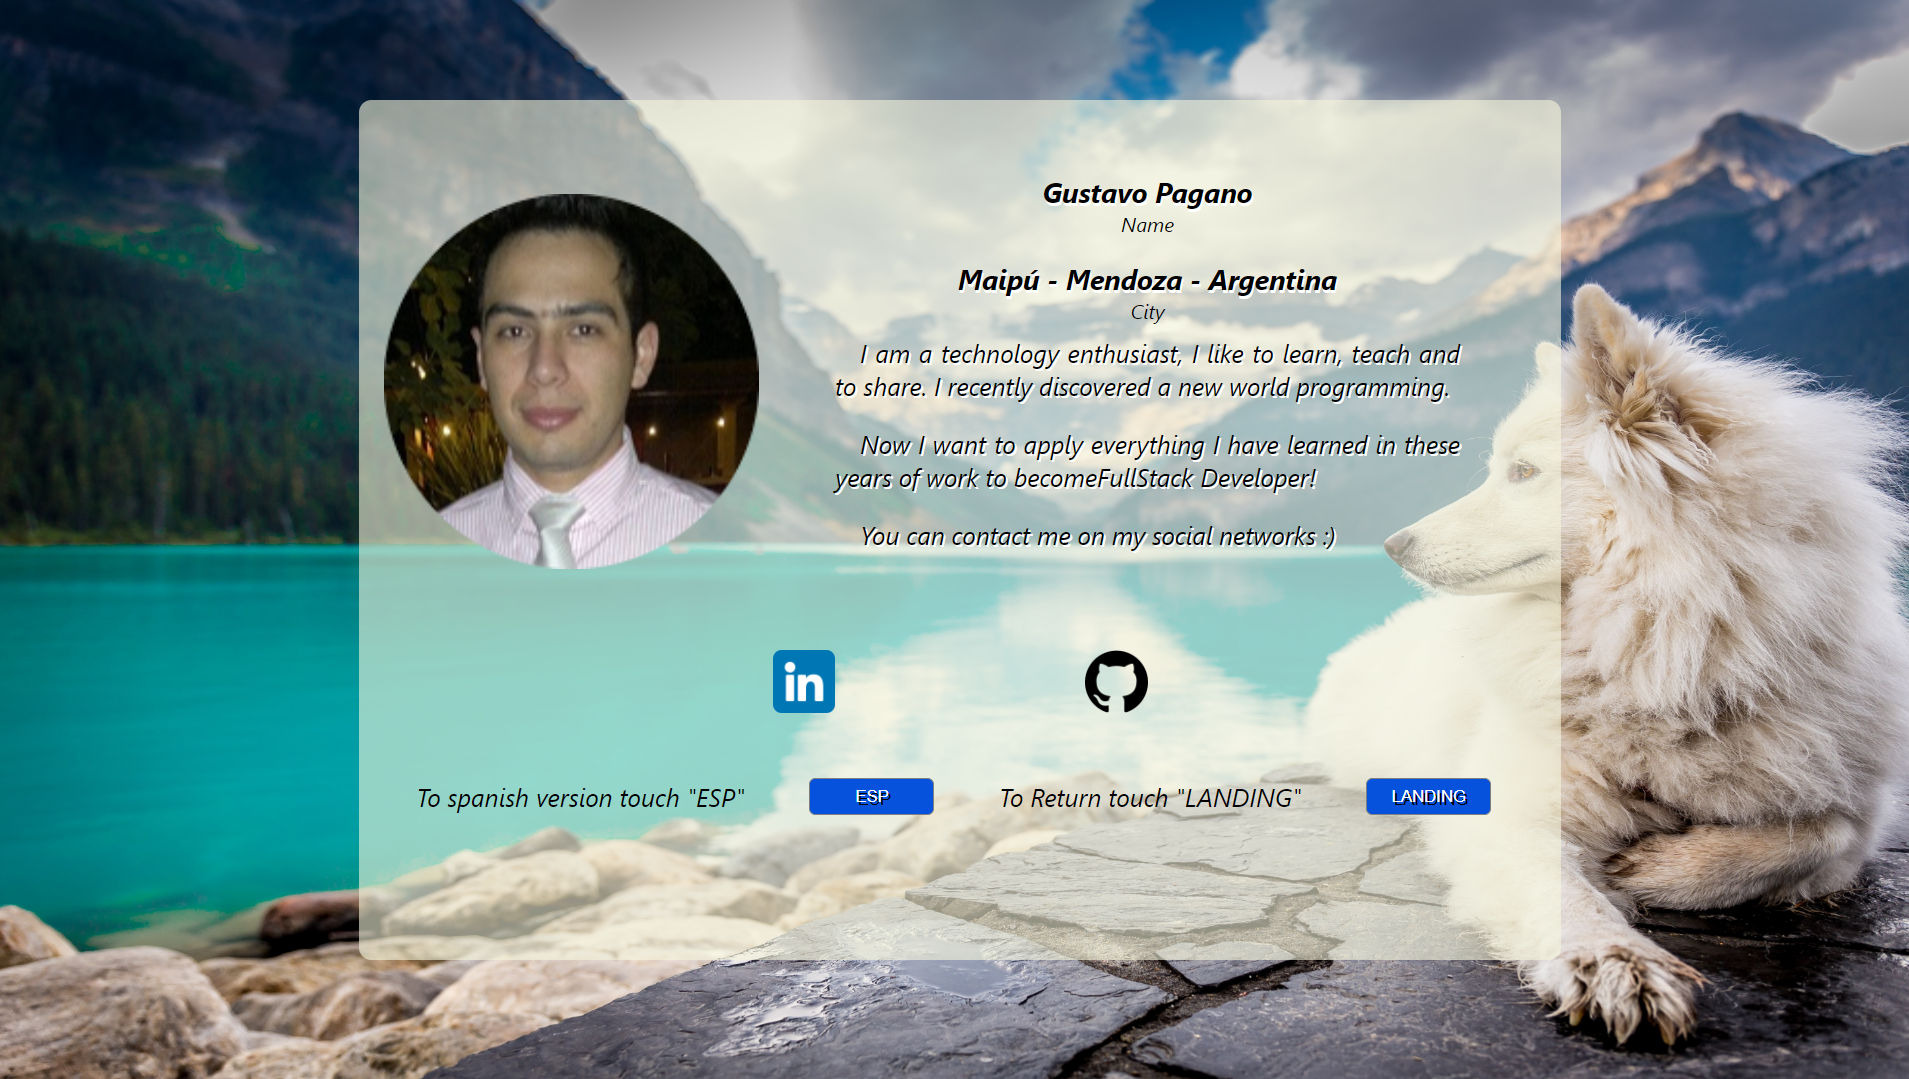 Gustavo Pagano
Name
Maipú - Mendoza - Argentina
City
I am a technology enthusiast, I like to learn, teach and
to share. I recently discovered a new world programming.
Now I want to apply everything I have learned in these
years of work to becomeFullStack Developer!
You can contact me on my social networks :)
in
To spanish version touch "ESP"
ESP
To Return touch "LANDING"
LANDING